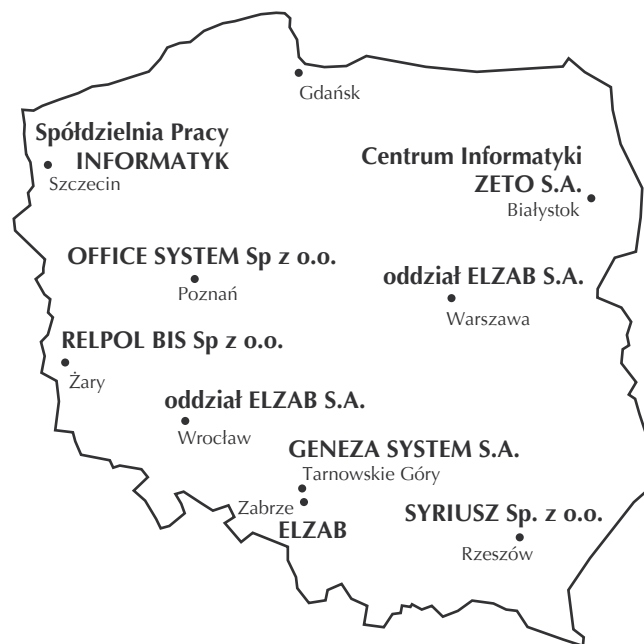 Gdańsk
Spółdzielnia Pracy
INFORMATYK
Szczecin
Centrum Informatyki
ZETO S.A.
Białystok
OFFICE SYSTEM Sp z o.o.
Poznań
oddział ELZAB S.A.
Warszawa
RELPOL BIS Sp z o.o.
Żary
oddział ELZAB S.A.
Wrocław
GENEZA SYSTEM S.A.
Tarnowskie Góry
Zabrze
ELZAB
SYRIUSZ Sp. z o.o.
Rzeszów